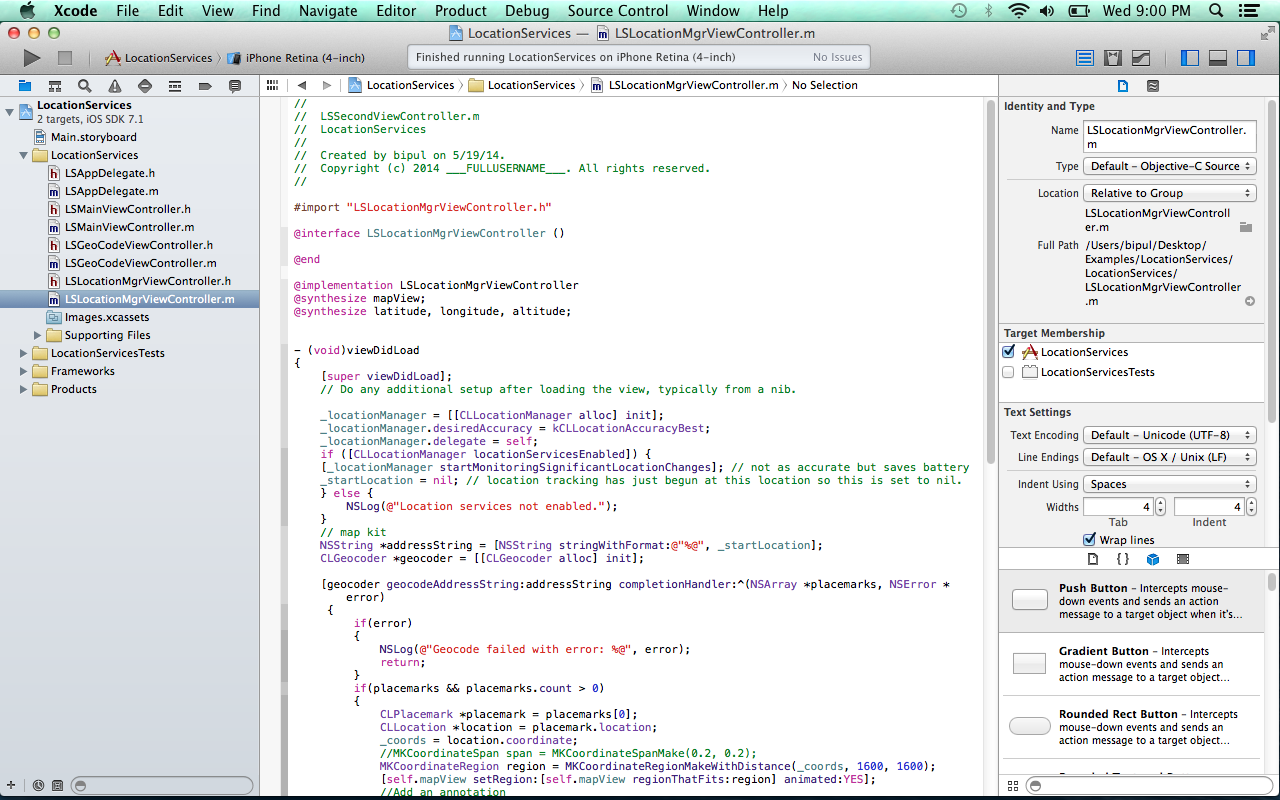 Xcode File Edit View Find Navigate Editor Product Debug Source Control Window Help Wed 9:00 PM
LocationServices — LSLocationMgrViewController.m
LocationServices iPhone Retina (4-inch)
Finished running LocationServices on iPhone Retina (4-inch) No Issues
LocationServices LocationServices LSLocationMgrViewController.m No Selection
LocationServices
2 targets, iOS SDK 7.1
Main.storyboard
LocationServices
LSAppDelegate.h
LSAppDelegate.m
LSMainViewController.h
LSMainViewController.m
LSGeoCodeViewController.h
LSGeoCodeViewController.m
LSLocationMgrViewController.h
LSLocationMgrViewController.m
Images.xcassets
Supporting Files
LocationServicesTests
Frameworks
Products
//
//  LSSecondViewController.m
//  LocationServices
//
//  Created by bipul on 5/19/14.
//  Copyright (c) 2014 ___FULLUSERNAME___. All rights reserved.
//
#import "LSLocationMgrViewController.h"
@interface LSLocationMgrViewController ()
@end
@implementation LSLocationMgrViewController
@synthesize mapView;
@synthesize latitude, longitude, altitude;
- (void)viewDidLoad
{
[super viewDidLoad];
// Do any additional setup after loading the view, typically from a nib.
_locationManager = [[CLLocationManager alloc] init];
_locationManager.desiredAccuracy = kCLLocationAccuracyBest;
_locationManager.delegate = self;
if ([CLLocationManager locationServicesEnabled]) {
[_locationManager startMonitoringSignificantLocationChanges]; // not as accurate but saves battery
_startLocation = nil; // location tracking has just begun at this location so this is set to nil.
} else {
NSLog(@"Location services not enabled.");
}
// map kit
NSString *addressString = [NSString stringWithFormat:@"%@", _startLocation];
CLGeocoder *geocoder = [[CLGeocoder alloc] init];
[geocoder geocodeAddressString:addressString completionHandler:^(NSArray *placemarks, NSError *
error)
{
if(error)
{
NSLog(@"Geocode failed with error: %@", error);
return;
}
if(placemarks && placemarks.count > 0)
{
CLPlacemark *placemark = placemarks[0];
CLLocation *location = placemark.location;
_coords = location.coordinate;
//MKCoordinateSpan span = MKCoordinateSpanMake(0.2, 0.2);
MKCoordinateRegion region = MKCoordinateRegionMakeWithDistance(_coords, 1600, 1600);
[self.mapView setRegion:[self.mapView regionThatFits:region] animated:YES];
//Add an annotation
Identity and Type
Name LSLocationMgrViewController.
m
Type Default - Objective-C Source
Location Relative to Group
LSLocationMgrViewControll
er.m
Full Path /Users/bipul/Desktop/
Examples/LocationServices/
LocationServices/
LSLocationMgrViewController
.m
Target Membership
LocationServices
LocationServicesTests
Text Settings
Text Encoding Default - Unicode (UTF-8)
Line Endings Default - OS X / Unix (LF)
Indent Using Spaces
Widths 4 4
Tab Indent
Wrap lines
{ }
Push Button - Intercepts mouse-
down events and sends an action
message to a target object when it's...
Gradient Button - Intercepts
mouse-down events and sends an
action message to a target object...
Rounded Rect Button - Intercepts
mouse-down events and sends an
action message to a target object...